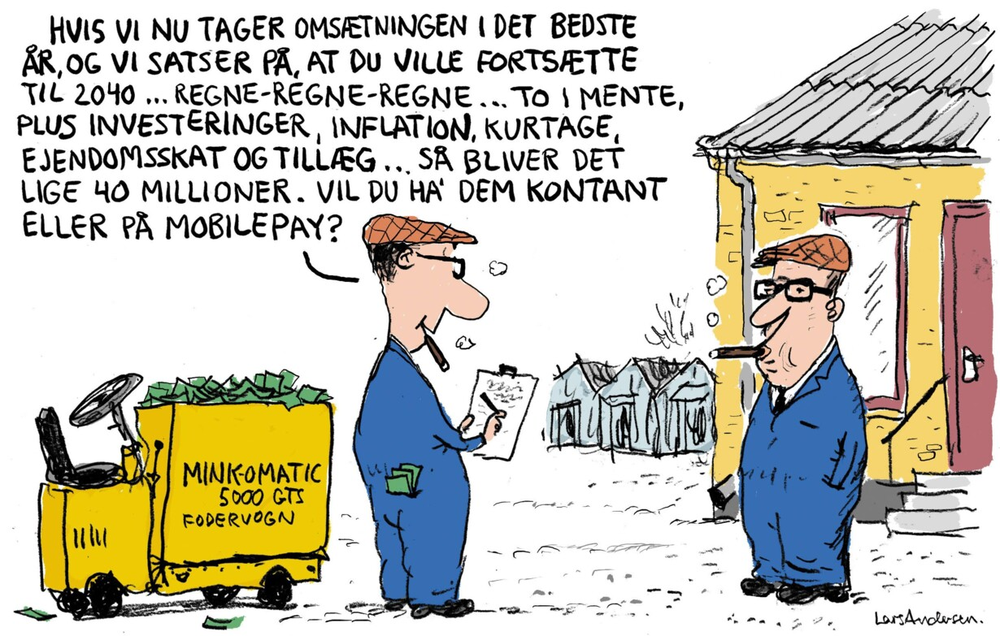 HVIS VI NU TAGER OMSÆTNINGEN I DET BEDSTE
ÅR, OG VI SATSER PÅ, AT DU VILLE FORTSÆTTE
TIL 2040 ... REGNE-REGNE-REGNE ... TO I MENTE,
PLUS INVESTERINGER, INFLATION, KURTAGE,
EJENDOMSSKAT OG TILLÆG... SÅ BLIVER DET
LIGE 40 MILLIONER. VIL DU HA' DEM KONTANT
ELLER PÅ MOBILEPAY?
MINK-OMATIC
5000 GTS
FODERVOGN
Lars Andersen.